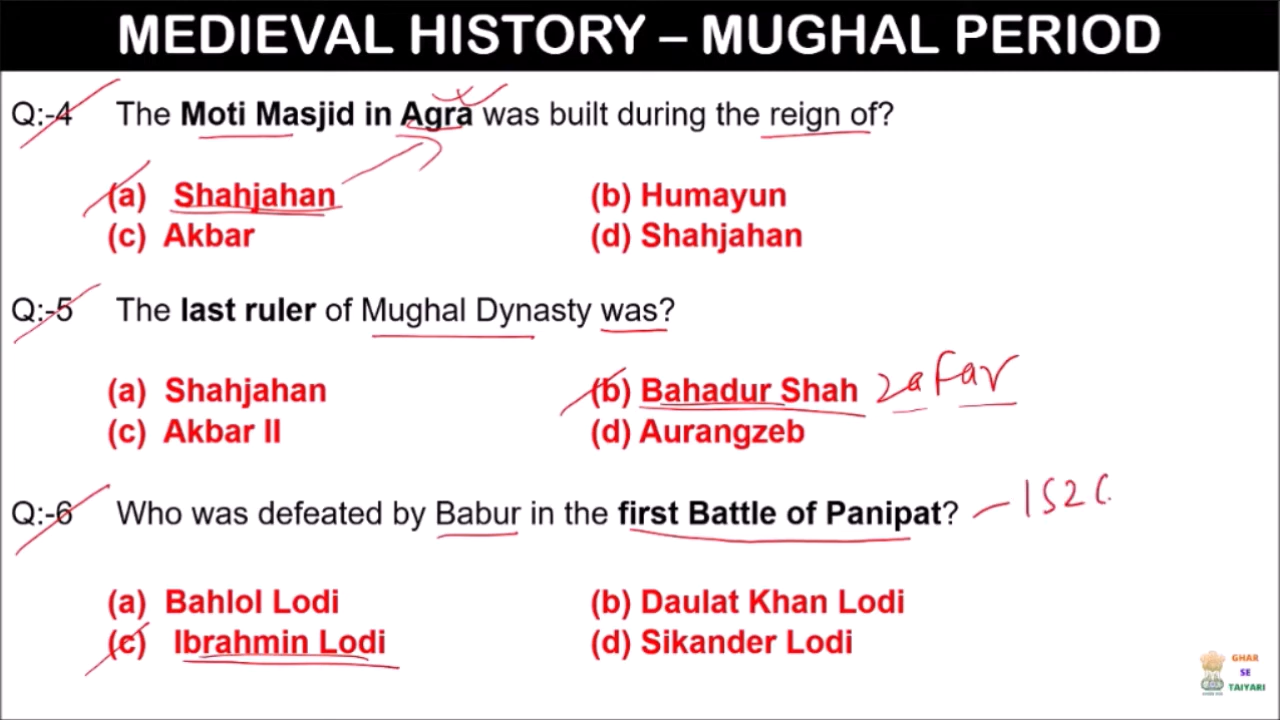 MEDIEVAL HISTORY – MUGHAL PERIOD
Q:-4 The Moti Masjid in Agra was built during the reign of?
(a) Shahjahan (b) Humayun
(c) Akbar (d) Shahjahan
Q:-5 The last ruler of Mughal Dynasty was?
(a) Shahjahan (b) Bahadur Shah Zafar
(c) Akbar II (d) Aurangzeb
Q:-6 Who was defeated by Babur in the first Battle of Panipat?
(a) Bahlol Lodi (b) Daulat Khan Lodi
(c) Ibrahmin Lodi (d) Sikander Lodi
GHAR
SE
TAIYARI